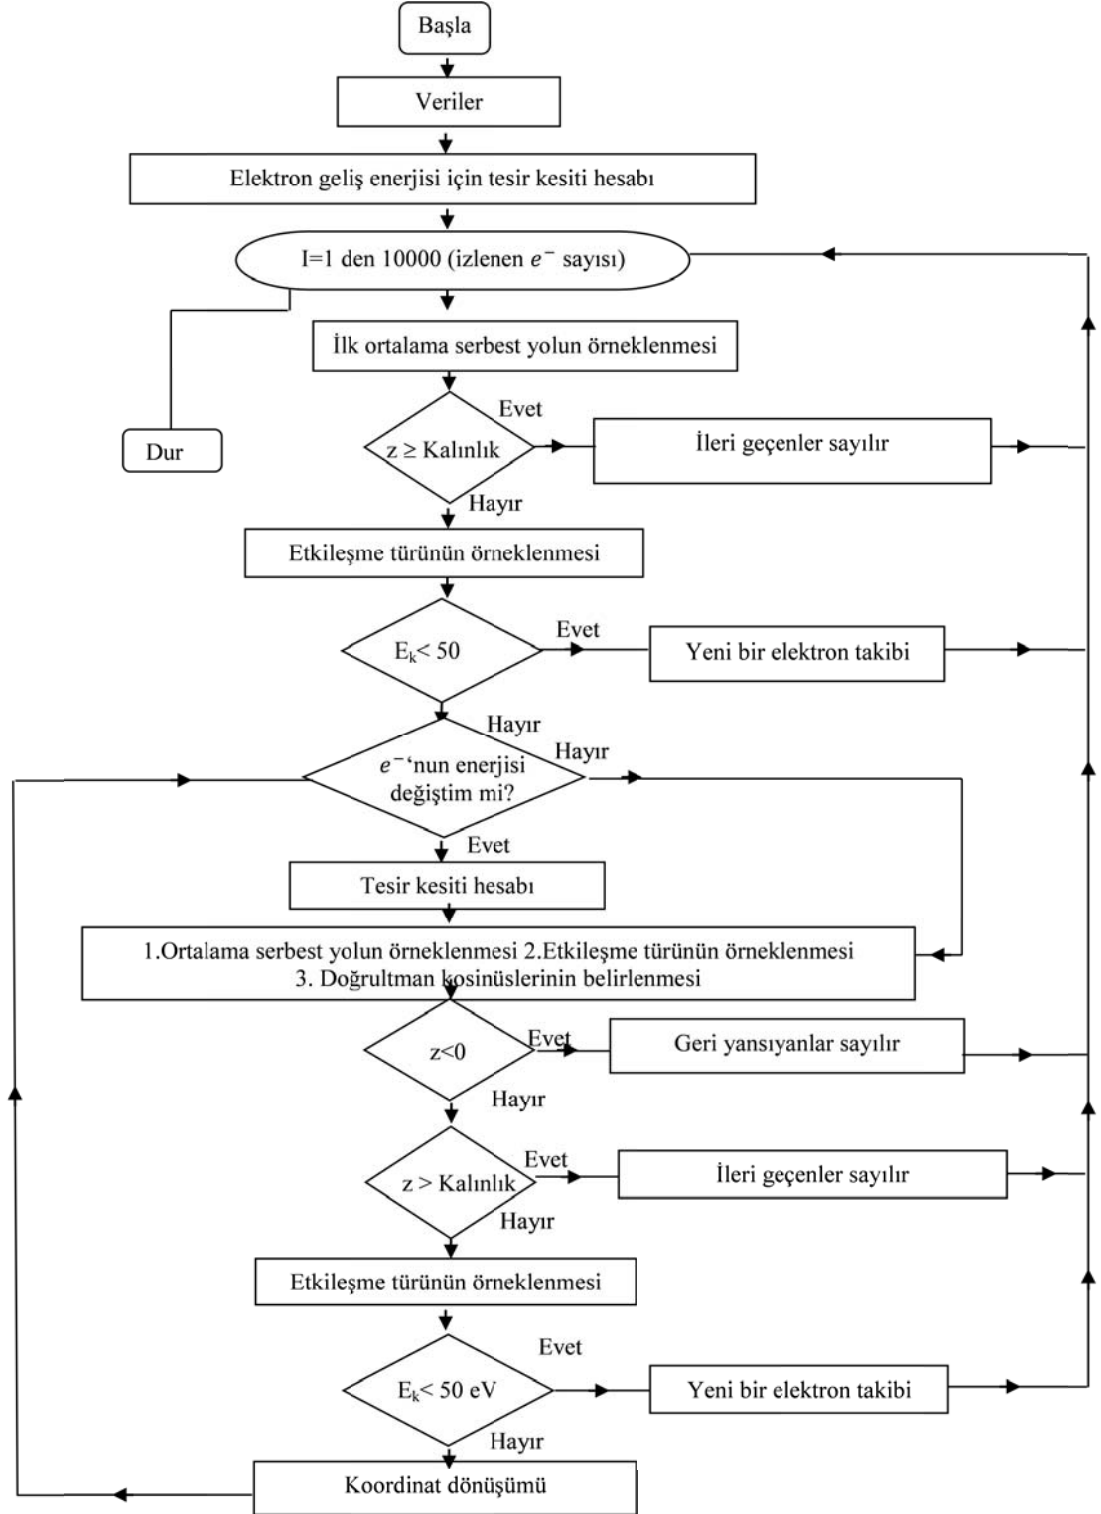 Başla
Veriler
Elektron geliş enerjisi için tesir kesiti hesabı
I=1 den 10000 (izlenen e⁻ sayısı)
İlk ortalama serbest yolun örneklenmesi
Evet
z ≥ Kalınlık
İleri geçenler sayılır
Dur
Hayır
Etkileşme türünün örneklenmesi
Evet
Eₖ< 50
Yeni bir elektron takibi
Hayır
Hayır
e⁻‘nun enerjisi
değiştim mi?
Evet
Tesir kesiti hesabı
1.Ortalama serbest yolun örneklenmesi 2.Etkileşme türünün örneklenmesi
3. Doğrultman kosinüslerinin belirlenmesi
Evet
z<0
Geri yansıyanlar sayılır
Hayır
Evet
z > Kalınlık
İleri geçenler sayılır
Hayır
Etkileşme türünün örneklenmesi
Evet
Eₖ< 50 eV
Yeni bir elektron takibi
Hayır
Koordinat dönüşümü